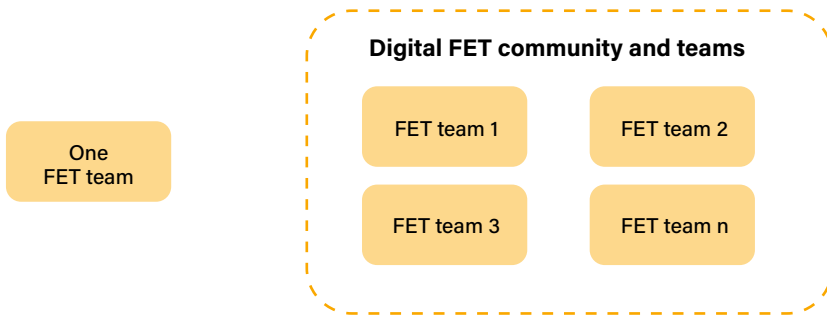 Digital FET community and teams
One
FET team
FET team 1
FET team 2
FET team 3
FET team n